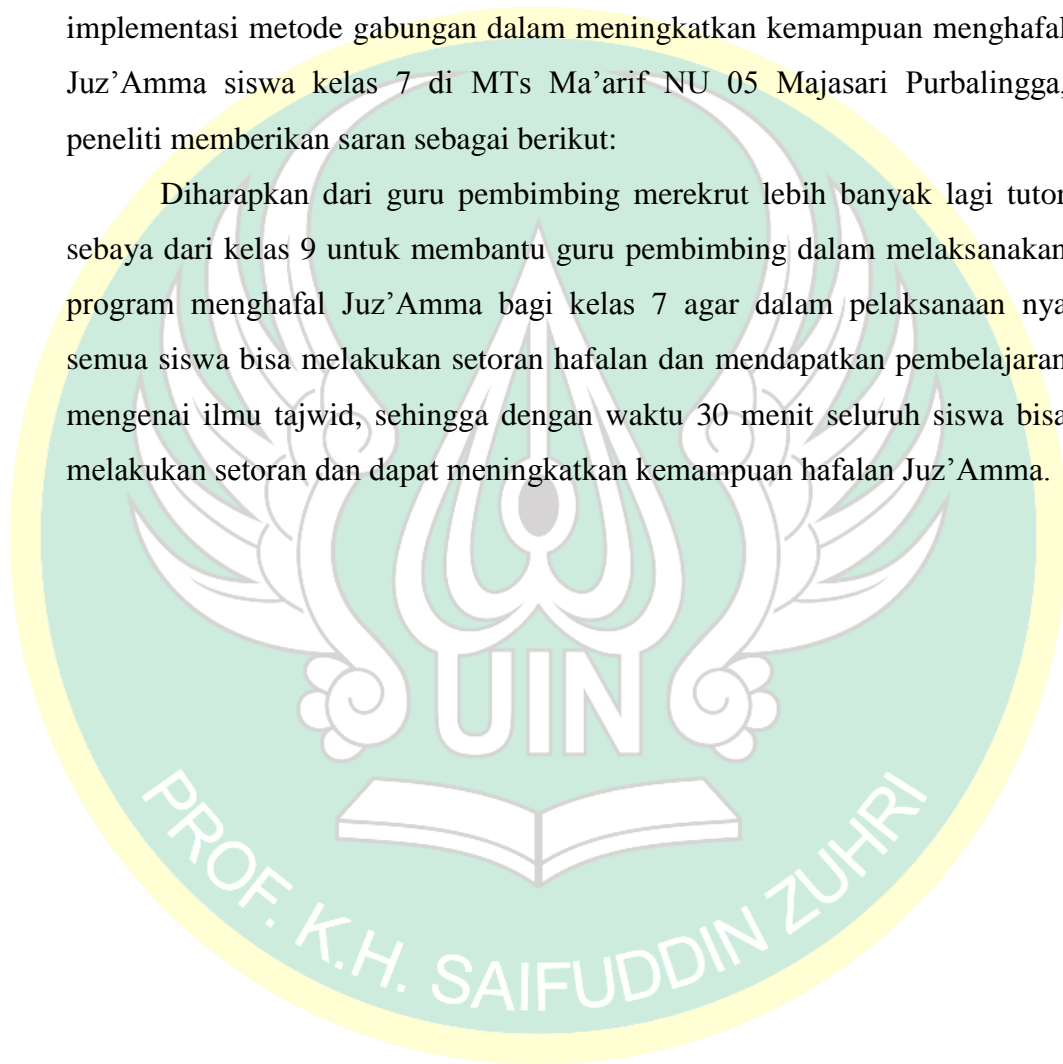 implementasi metode gabungan dalam meningkatkan kemampuan menghafal
Juz’Amma siswa kelas 7 di MTs Ma’arif NU 05 Majasari Purbalingga,
peneliti memberikan saran sebagai berikut:
Diharapkan dari guru pembimbing merekrut lebih banyak lagi tutor
sebaya dari kelas 9 untuk membantu guru pembimbing dalam melaksanakan
program menghafal Juz’Amma bagi kelas 7 agar dalam pelaksanaan nya
semua siswa bisa melakukan setoran hafalan dan mendapatkan pembelajaran
mengenai ilmu tajwid, sehingga dengan waktu 30 menit seluruh siswa bisa
melakukan setoran dan dapat meningkatkan kemampuan hafalan Juz’Amma.
UIN
PROF. K.H. SAIFUDDIN ZUHRI